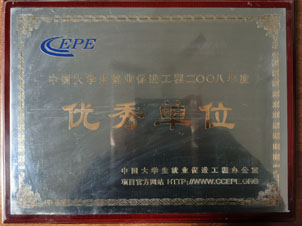 CEPE
中国大学生就业促进工程二〇〇八年度
优秀单位
中国大学生就业促进工程办公室
项目官方网站 HTTP://WWW.CCEPE.ORG